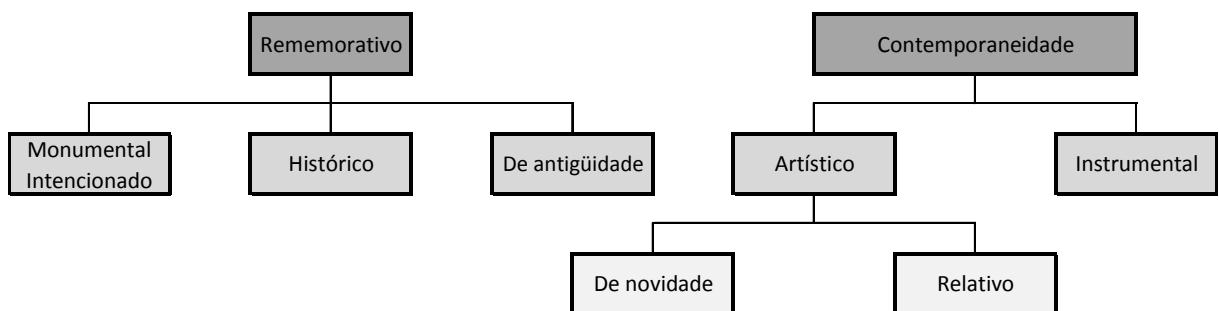 Rememorativo
Contemporaneidade
Monumental
Intencionado
Histórico
De antigüidade
Artístico
Instrumental
De novidade
Relativo